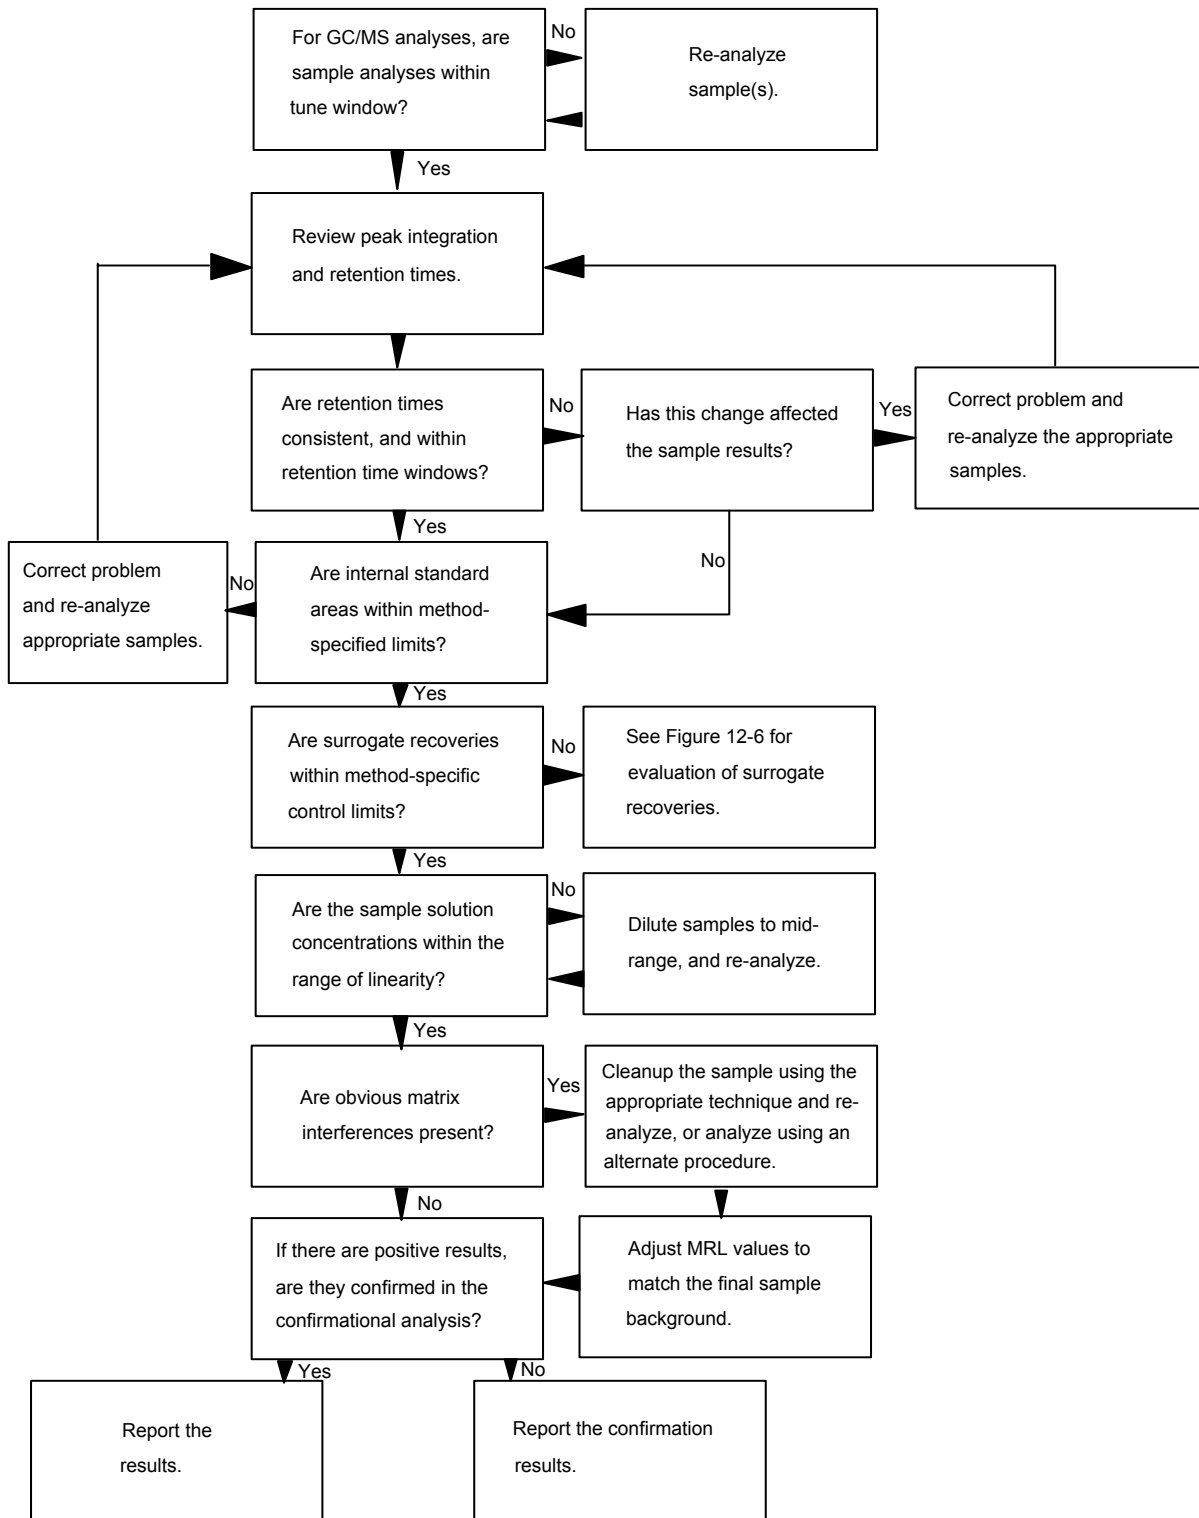 For GC/MS analyses, are
sample analyses within
tune window?
No
Re-analyze
sample(s).
Yes
Review peak integration
and retention times.
Are retention times
consistent, and within
retention time windows?
No
Has this change affected
the sample results?
Yes
Correct problem and
re-analyze the appropriate
samples.
Yes
No
Correct problem
and re-analyze
appropriate samples.
No
Are internal standard
areas within method-
specified limits?
Yes
Are surrogate recoveries
within method-specific
control limits?
No
See Figure 12-6 for
evaluation of surrogate
recoveries.
Yes
Are the sample solution
concentrations within the
range of linearity?
No
Dilute samples to mid-
range, and re-analyze.
Yes
Are obvious matrix
interferences present?
Yes
Cleanup the sample using the
appropriate technique and re-
analyze, or analyze using an
alternate procedure.
No
If there are positive results,
are they confirmed in the
confirmational analysis?
Adjust MRL values to
match the final sample
background.
Yes
No
Report the
results.
Report the confirmation
results.